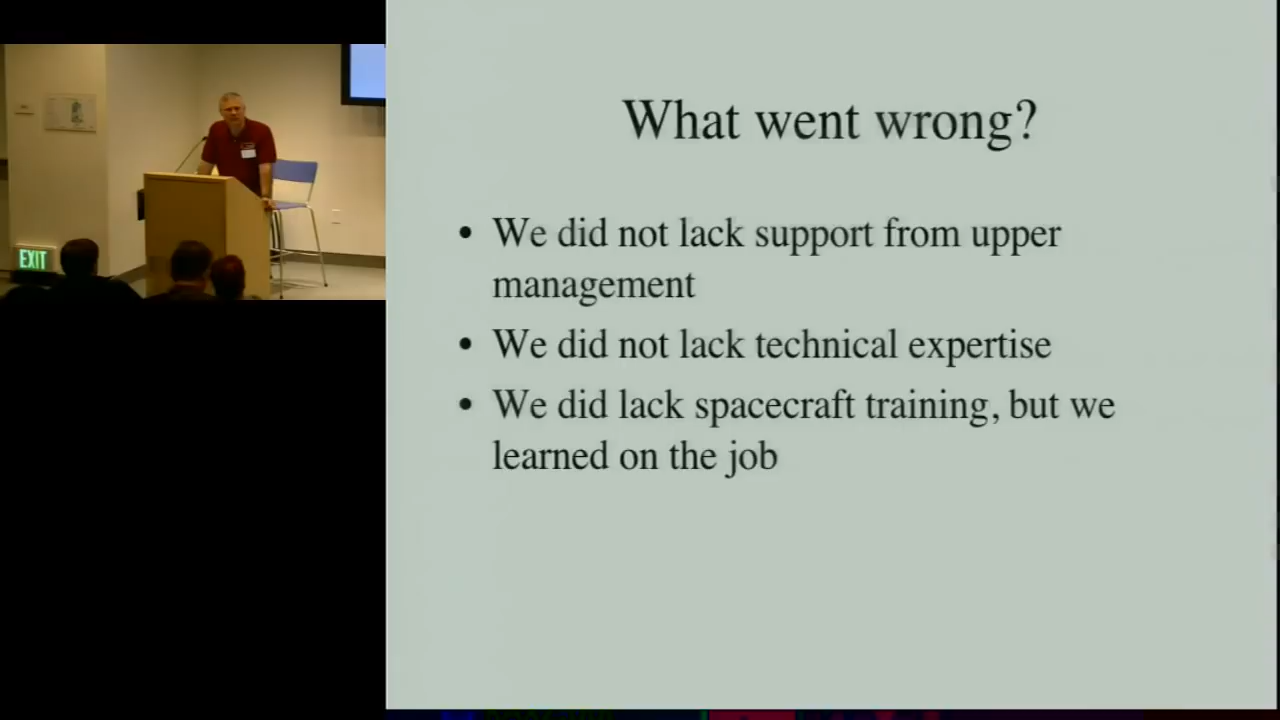 What went wrong?
• We did not lack support from upper
management
• We did not lack technical expertise
• We did lack spacecraft training, but we
learned on the job
EXIT